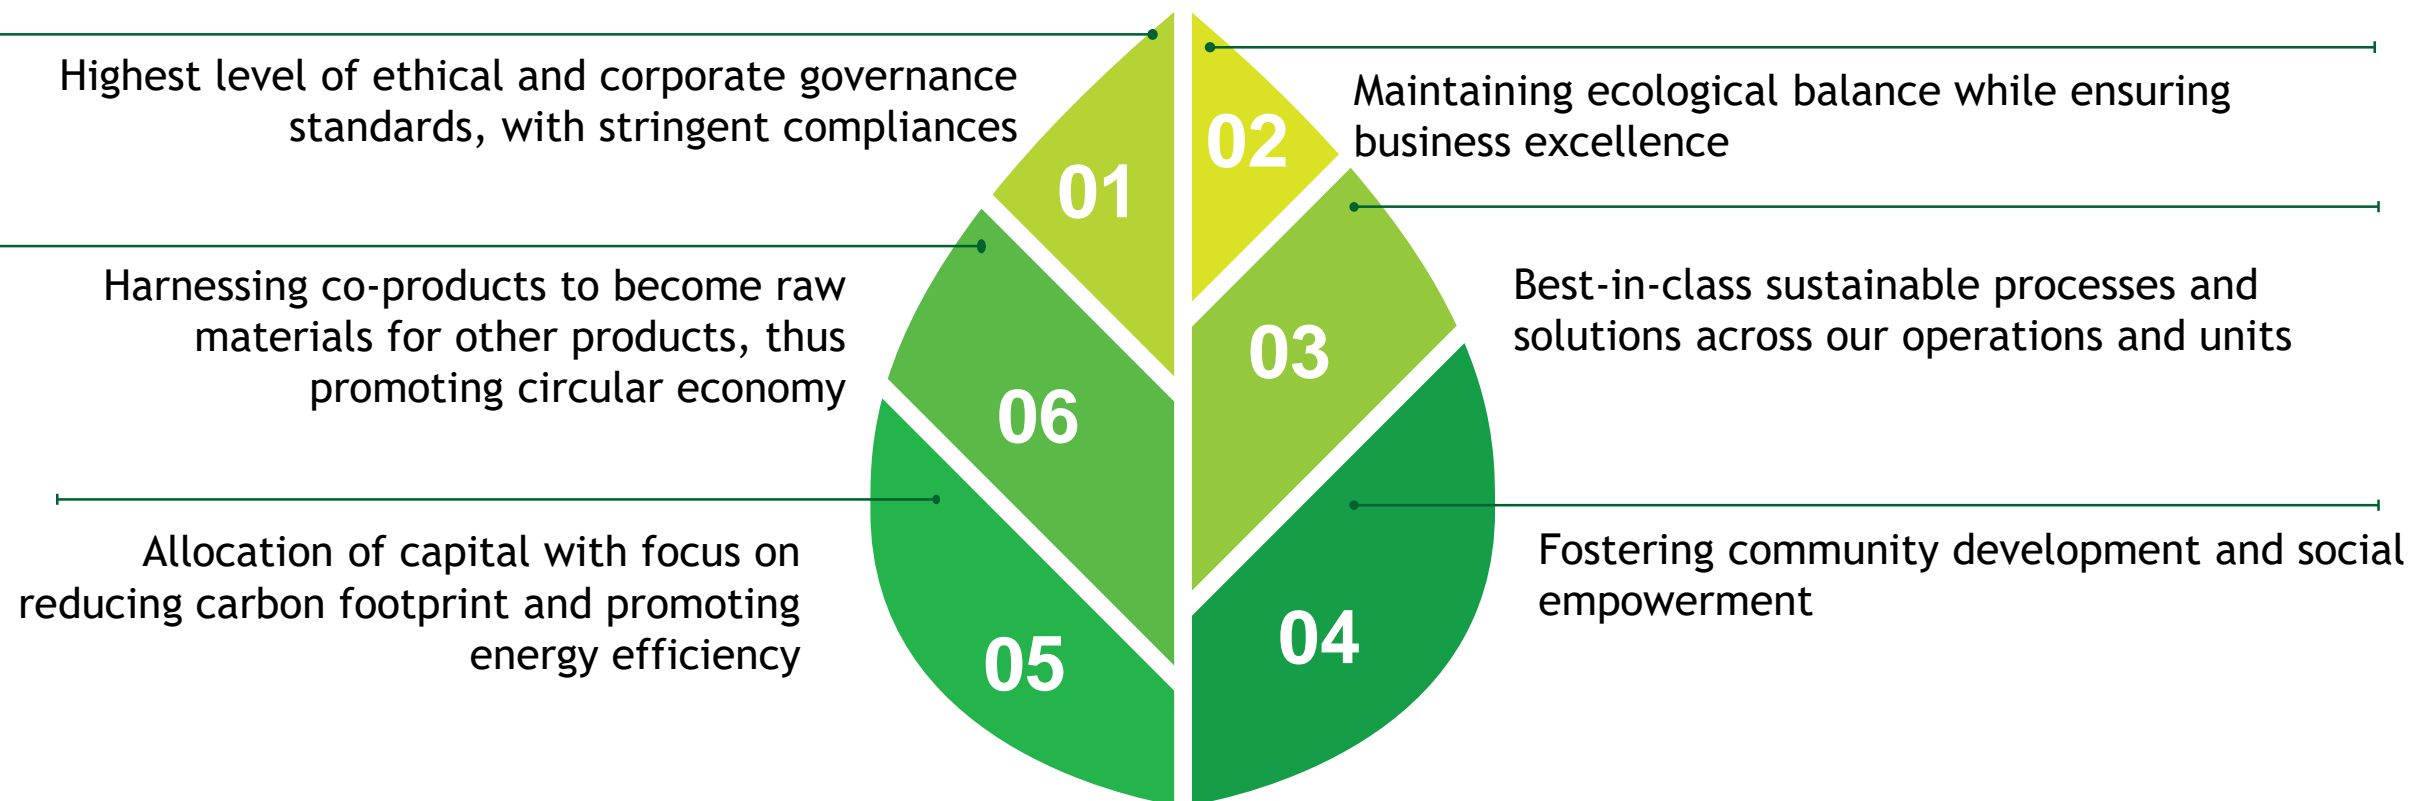 Highest level of ethical and corporate governance
standards, with stringent compliances
01
02
Maintaining ecological balance while ensuring
business excellence
Harnessing co-products to become raw
materials for other products, thus
promoting circular economy
06
03
Best-in-class sustainable processes and
solutions across our operations and units
Allocation of capital with focus on
reducing carbon footprint and promoting
energy efficiency
05
04
Fostering community development and social
empowerment